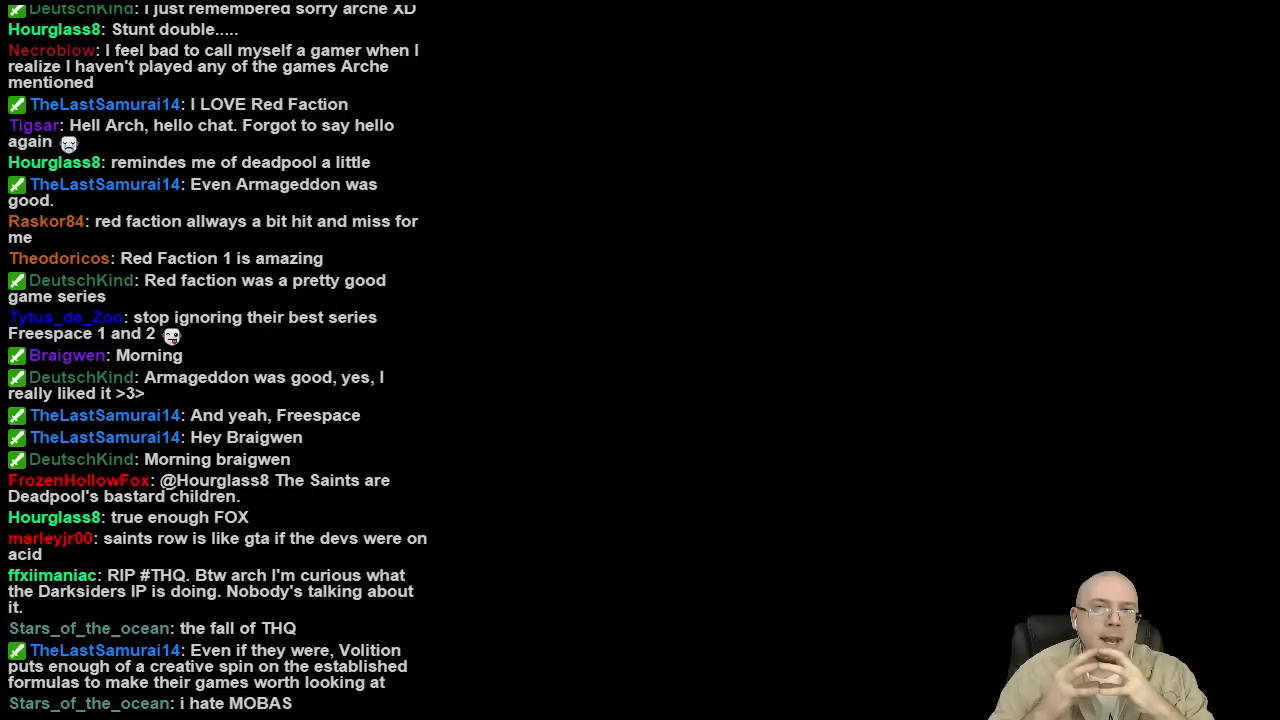 DeutschKind: I just remembered sorry arche XD
Hourglass8: Stunt double.....
Necroblow: I feel bad to call myself a gamer when I
realize I haven't played any of the games Arche
mentioned
TheLastSamurai14: I LOVE Red Faction
Tigsar: Hell Arch, hello chat. Forgot to say hello
again
Hourglass8: remindes me of deadpool a little
TheLastSamurai14: Even Armageddon was
good.
Raskor84: red faction allways a bit hit and miss for
me
Theodoricos: Red Faction 1 is amazing
DeutschKind: Red faction was a pretty good
game series
Tytus_de_Zoo: stop ignoring their best series
Freespace 1 and 2
Braigwen: Morning
DeutschKind: Armageddon was good, yes, I
really liked it >3>
TheLastSamurai14: And yeah, Freespace
TheLastSamurai14: Hey Braigwen
DeutschKind: Morning braigwen
FrozenHollowFox: @Hourglass8 The Saints are
Deadpool's bastard children.
Hourglass8: true enough FOX
marleyjr00: saints row is like gta if the devs were on
acid
ffxiimaniac: RIP #THQ. Btw arch I'm curious what
the Darksiders IP is doing. Nobody's talking about
it.
Stars_of_the_ocean: the fall of THQ
TheLastSamurai14: Even if they were, Volition
puts enough of a creative spin on the established
formulas to make their games worth looking at
Stars_of_the_ocean: i hate MOBAS